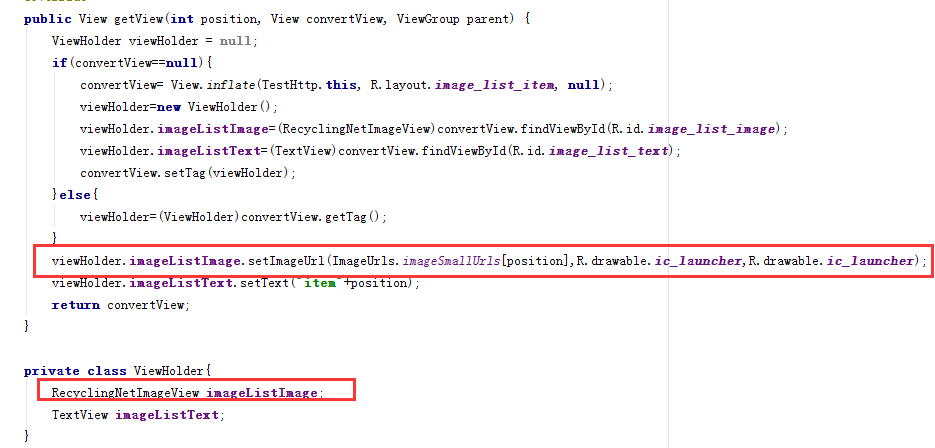 public View getView(int position, View convertView, ViewGroup parent) {
ViewHolder viewHolder = null;
if(convertView==null){
convertView= View.inflate(TestHttp.this, R.layout.image_list_item, null);
viewHolder=new ViewHolder();
viewHolder.imageListImage=(RecyclingNetImageView)convertView.findViewById(R.id.image_list_image);
viewHolder.imageListText=(TextView)convertView.findViewById(R.id.image_list_text);
convertView.setTag(viewHolder);
}else{
viewHolder=(ViewHolder)convertView.getTag();
}
viewHolder.imageListImage.setImageUrl(ImageUrls.imageSmallUrls[position],R.drawable.ic_launcher,R.drawable.ic_launcher);
viewHolder.imageListText.setText("item"+position);
return convertView;
}
private class ViewHolder{
RecyclingNetImageView imageListImage;
TextView imageListText;
}